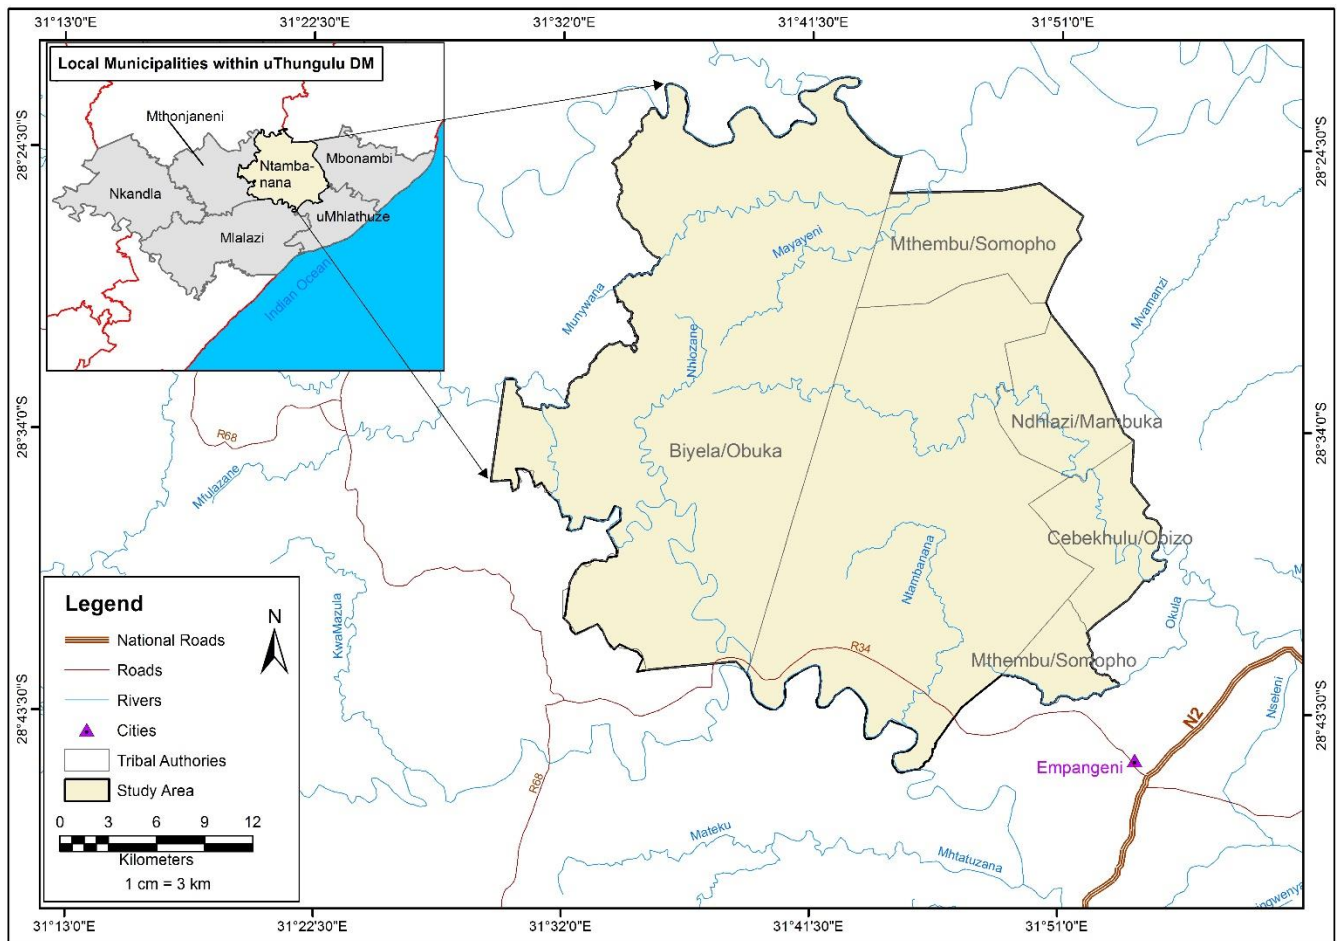 31°13'0"E
31°22'30"E
31°32'0"E
31°41'30"E
31°51'0"E
Local Municipalities within uThungulu DM
Mthonjaneni
Nkandla
Ntamba-
nana
Mbonambi
uMhlathuze
Mlalazi
Indian Ocean
28°24'30"S
28°24'30"S
28°34'0"S
28°34'0"S
28°43'30"S
28°43'30"S
Mthembu/Somopho
Mayayeni
Munywana
Nhlozane
Mvamanzi
Ndhlazi/Mambuka
Biyela/Obuka
R68
Mfulazane
Cebekhulu/Obizo
Ntambanana
KwaMazula
Okula
R34
Mthembu/Somopho
Nseleni
N2
Empangeni
R68
Mateku
Mhtatuzana
Legend
N
National Roads
Roads
Rivers
Cities
Tribal Authories
Study Area
0 3 6 9 12
Kilometers
1 cm = 3 km
31°13'0"E
31°22'30"E
31°32'0"E
31°41'30"E
31°51'0"E